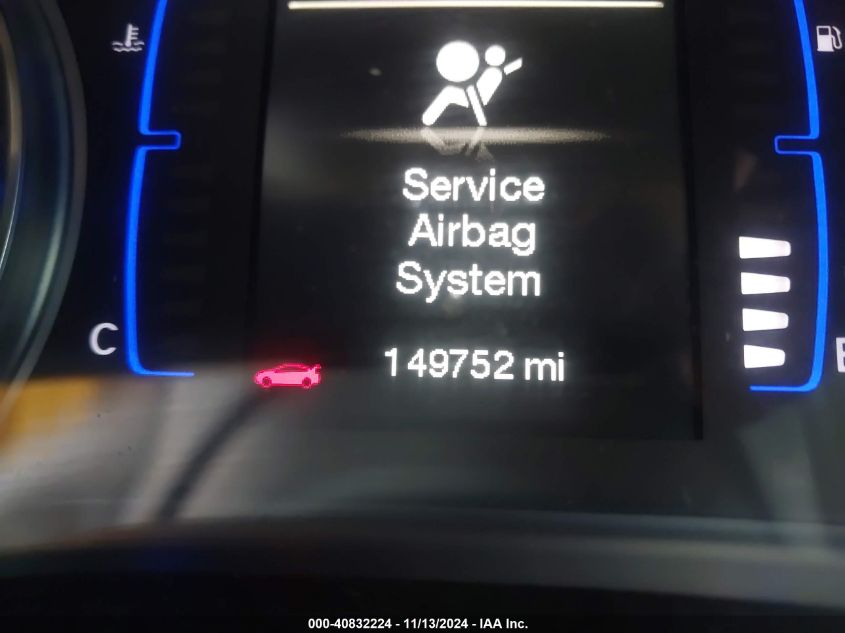 Service
Airbag
System
C
149752 mi
E
000-40832224 - 11/13/2024 - IAA Inc.